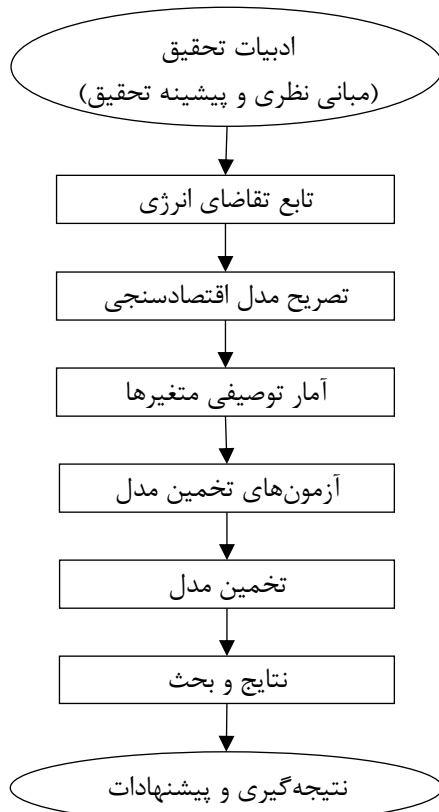 ادبیات تحقیق
(مبانی نظری و پیشینه تحقیق)
تابع تقاضای انرژی
تصریح مدل اقتصادسنجی
آمار توصیفی متغیرها
آزمون‌های تخمین مدل
تخمین مدل
نتایج و بحث
نتیجه‌گیری و پیشنهادات